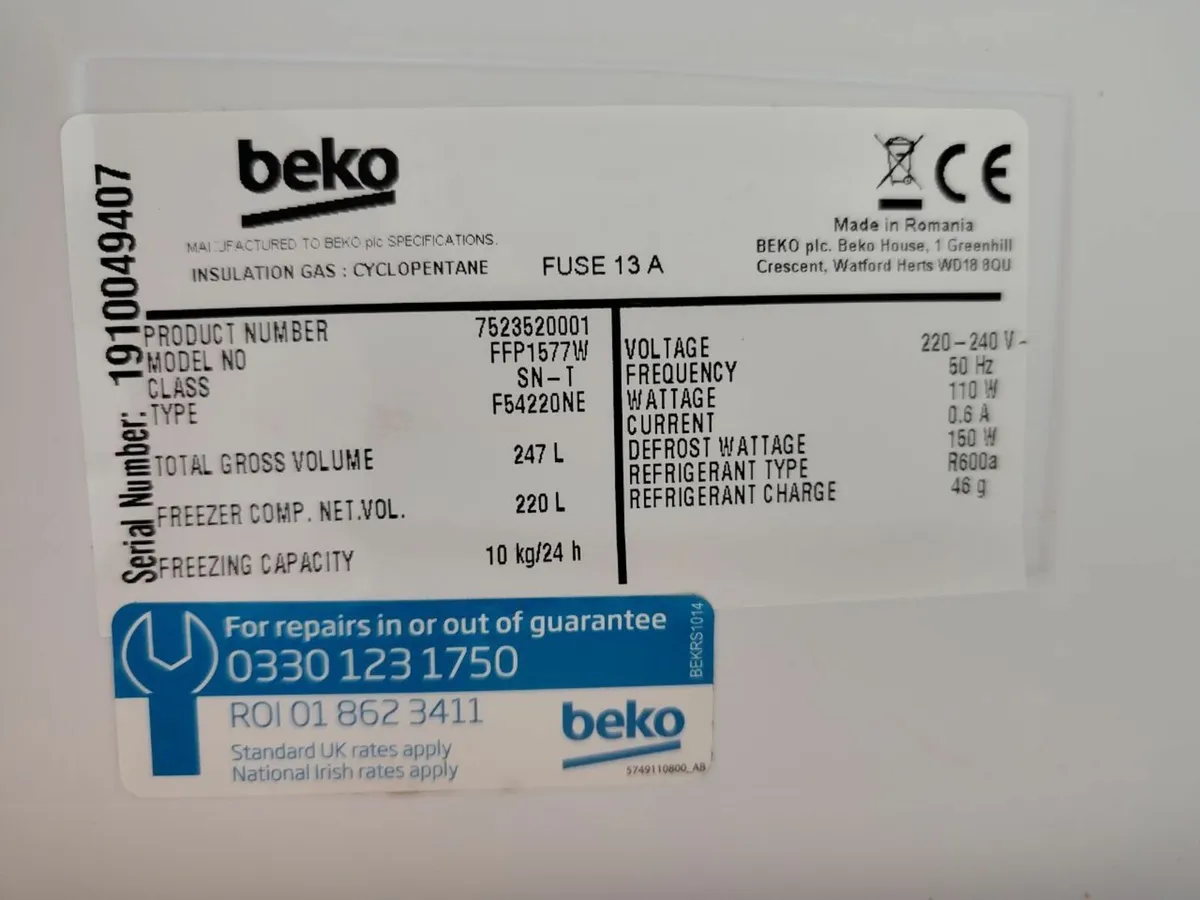 Serial Number: 1910049407
beko
CE
MANUFACTURED TO BEKO plc SPECIFICATIONS.
INSULATION GAS : CYCLOPENTANE
FUSE 13 A
Made in Romania
BEKO plc. Beko House, 1 Greenhill
Crescent, Watford Herts WD18 8QU
PRODUCT NUMBER 7523520001
MODEL NO FFP1577W
CLASS SN-T
TYPE F54220NE
TOTAL GROSS VOLUME 247 L
FREEZER COMP. NET.VOL. 220 L
FREEZING CAPACITY 10 kg/24 h
VOLTAGE 220-240 V~
FREQUENCY 50 Hz
WATTAGE 110 W
CURRENT 0.6 A
DEFROST WATTAGE 150 W
REFRIGERANT TYPE R600a
REFRIGERANT CHARGE 46 g
For repairs in or out of guarantee
0330 123 1750
BEKRS1014
ROI 01 862 3411
Standard UK rates apply
National Irish rates apply
beko
5749110800_AB